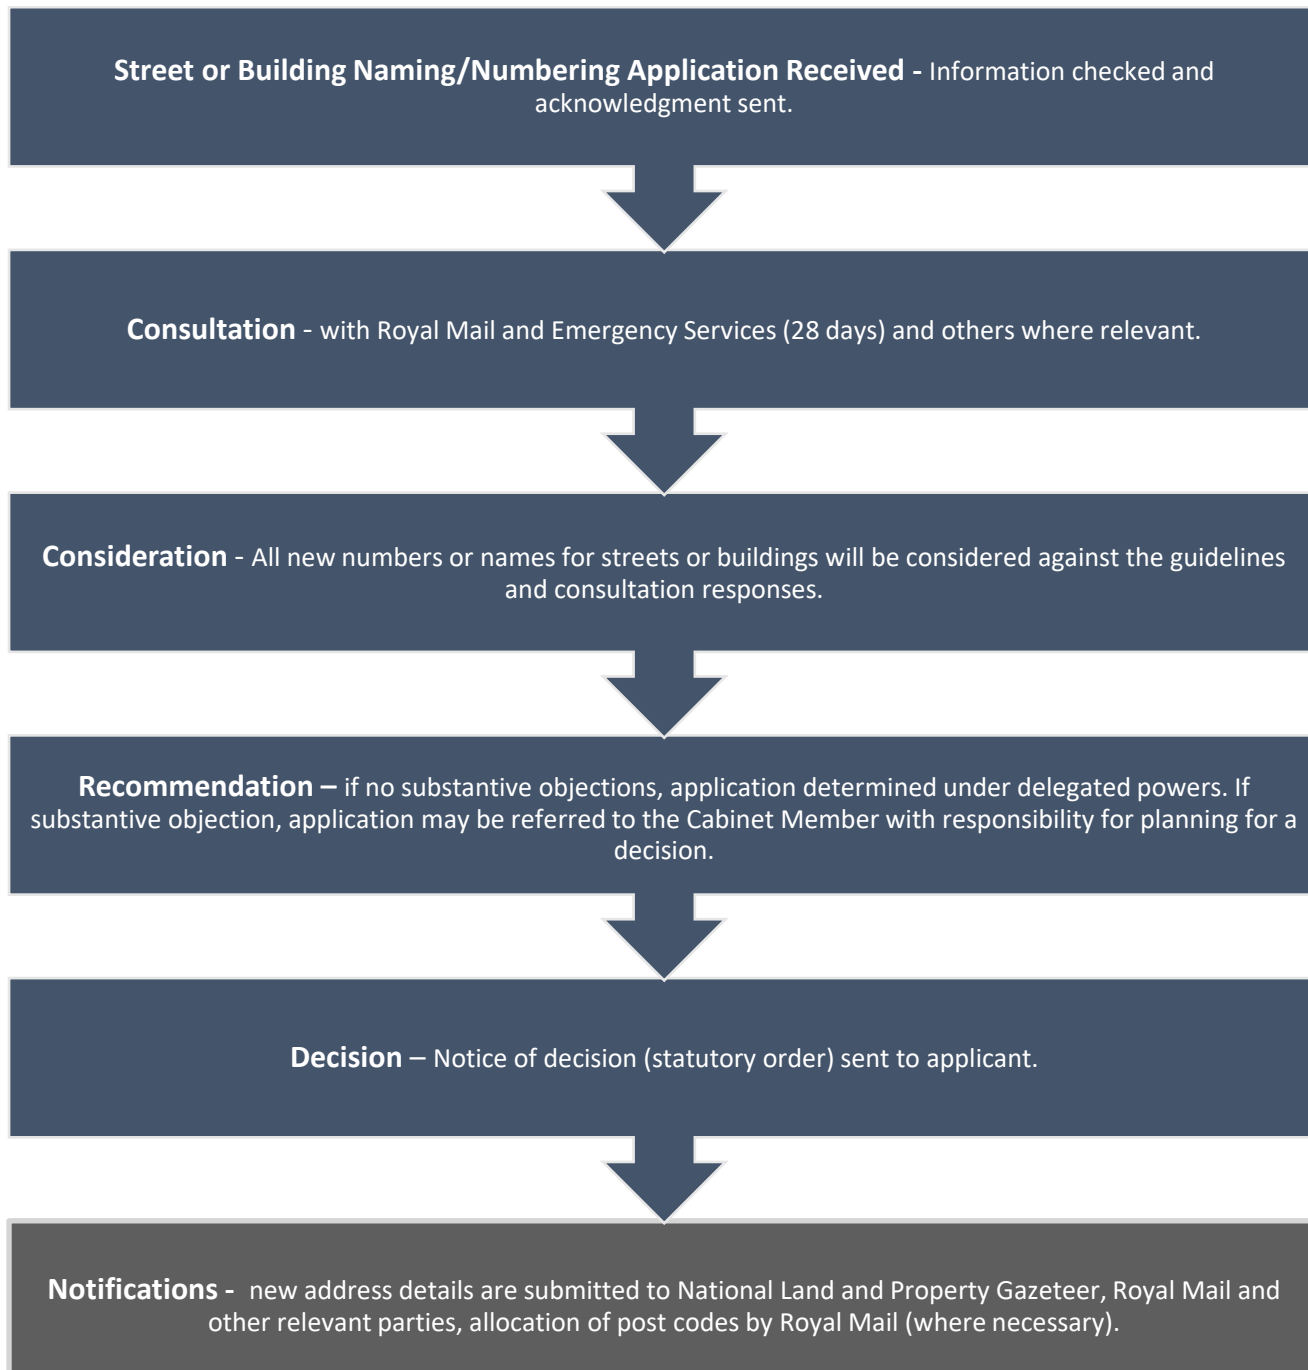 Street or Building Naming/Numbering Application Received - Information checked and
acknowledgment sent.
Consultation - with Royal Mail and Emergency Services (28 days) and others where relevant.
Consideration - All new numbers or names for streets or buildings will be considered against the guidelines
and consultation responses.
Recommendation – if no substantive objections, application determined under delegated powers. If
substantive objection, application may be referred to the Cabinet Member with responsibility for planning for a
decision.
Decision – Notice of decision (statutory order) sent to applicant.
Notifications - new address details are submitted to National Land and Property Gazeteer, Royal Mail and
other relevant parties, allocation of post codes by Royal Mail (where necessary).